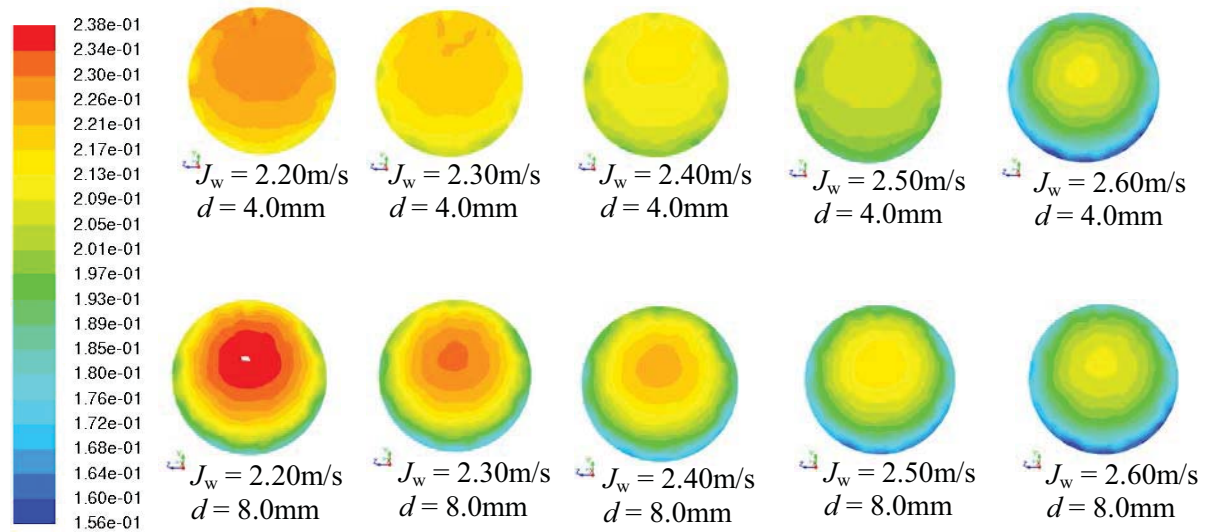 2.38e-01
2.34e-01
2.30e-01
2.26e-01
2.21e-01
2.17e-01
2.13e-01
2.09e-01
2.05e-01
2.01e-01
1.97e-01
1.93e-01
1.89e-01
1.85e-01
1.80e-01
1.76e-01
1.72e-01
1.68e-01
1.64e-01
1.60e-01
1.56e-01
Jw = 2.20m/s
d = 4.0mm
Jw = 2.30m/s
d = 4.0mm
Jw = 2.40m/s
d = 4.0mm
Jw = 2.50m/s
d = 4.0mm
Jw = 2.60m/s
d = 4.0mm
Jw = 2.20m/s
d = 8.0mm
Jw = 2.30m/s
d = 8.0mm
Jw = 2.40m/s
d = 8.0mm
Jw = 2.50m/s
d = 8.0mm
Jw = 2.60m/s
d = 8.0mm